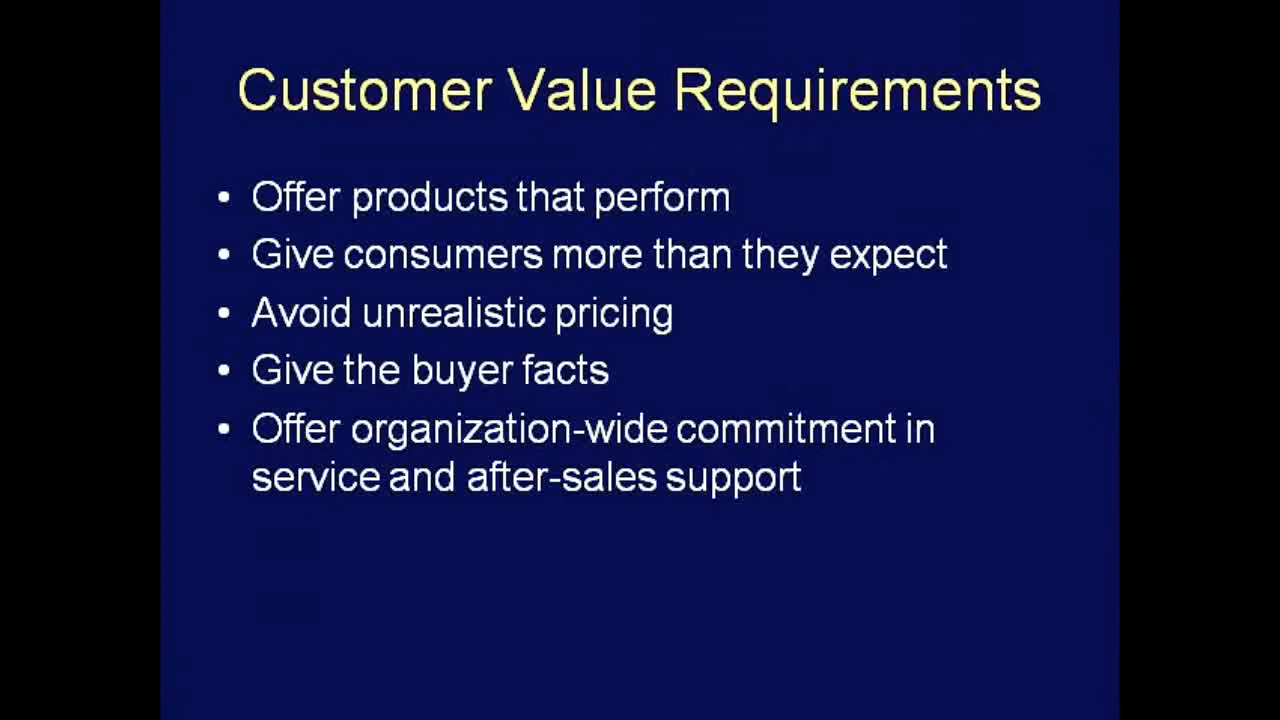 Customer Value Requirements
• Offer products that perform
• Give consumers more than they expect
• Avoid unrealistic pricing
• Give the buyer facts
• Offer organization-wide commitment in
service and after-sales support